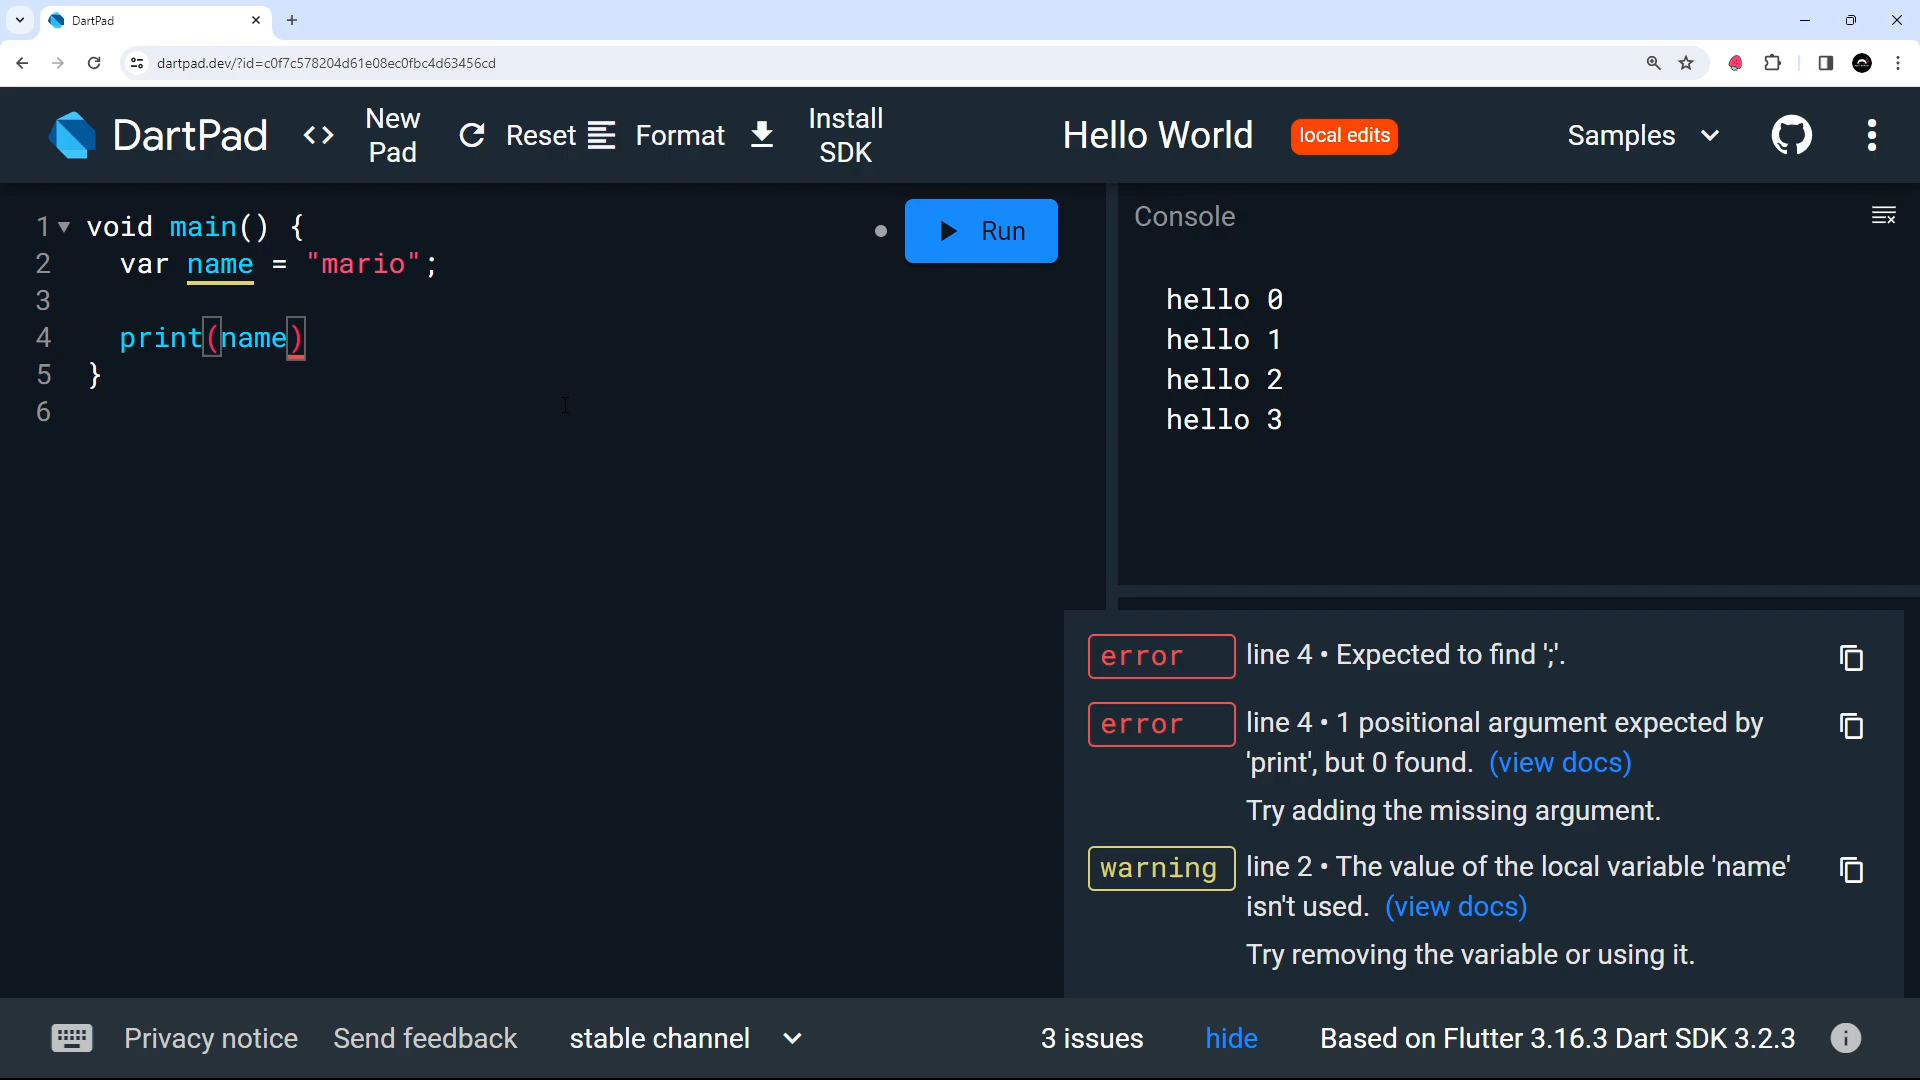 DartPad
dartpad.dev/?id=c0f7c578204d61e08ec0fbc4d63456cd
DartPad
<> New Pad
Reset
Format
Install SDK
Hello World
local edits
Samples
1 void main() {
2 var name = "mario";
3
4 print(name)
5 }
6
Run
Console
hello 0
hello 1
hello 2
hello 3
error line 4 • Expected to find ';'.
error line 4 • 1 positional argument expected by
'print', but 0 found. (view docs)
Try adding the missing argument.
warning line 2 • The value of the local variable 'name'
isn't used. (view docs)
Try removing the variable or using it.
Privacy notice
Send feedback
stable channel
3 issues
hide
Based on Flutter 3.16.3 Dart SDK 3.2.3